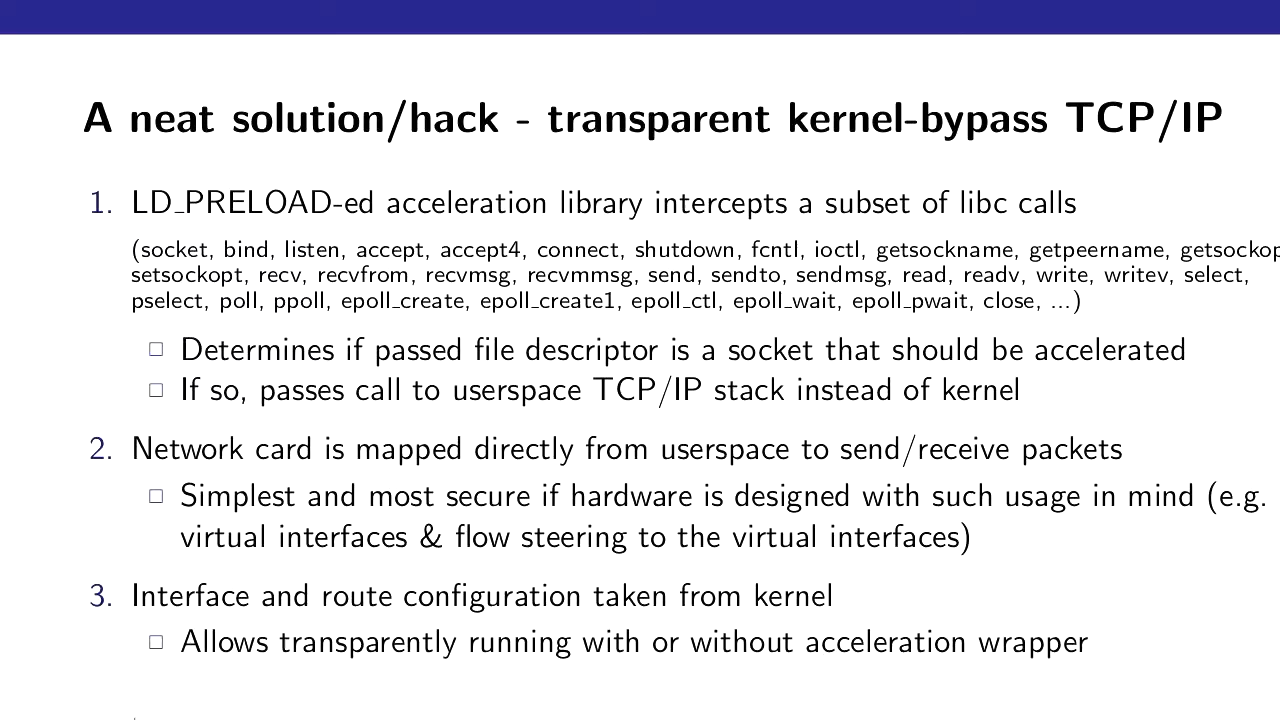 A neat solution/hack - transparent kernel-bypass TCP/IP
1. LD_PRELOAD-ed acceleration library intercepts a subset of libc calls
(socket, bind, listen, accept, accept4, connect, shutdown, fcntl, ioctl, getsockname, getpeername,
setsockopt, recv, recvfrom, recvmsg, recvmmsg, send, sendto, sendmsg, read, readv, write, writev, select,
pselect, poll, ppoll, epoll_create, epoll_create1, epoll_ctl, epoll_wait, epoll_pwait, close, ...)
□ Determines if passed file descriptor is a socket that should be accelerated
□ If so, passes call to userspace TCP/IP stack instead of kernel
2. Network card is mapped directly from userspace to send/receive packets
□ Simplest and most secure if hardware is designed with such usage in mind (e.g.
virtual interfaces & flow steering to the virtual interfaces)
3. Interface and route configuration taken from kernel
□ Allows transparently running with or without acceleration wrapper